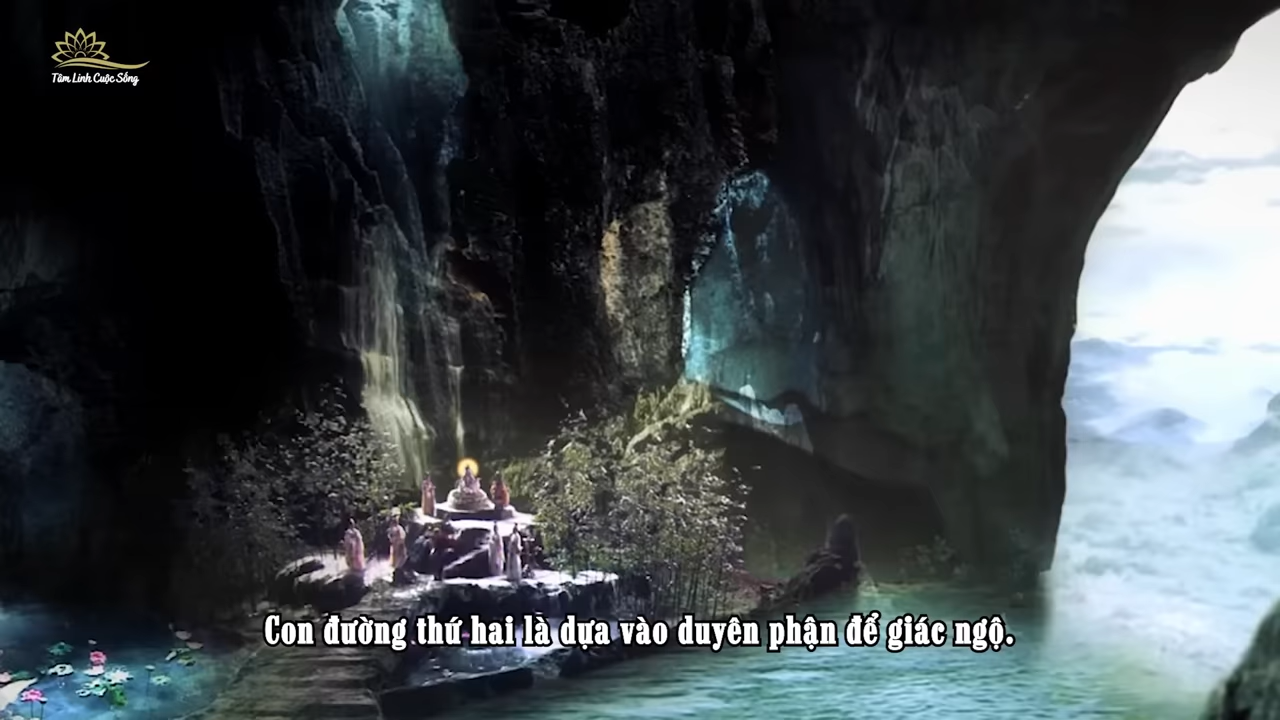 Tâm Linh Cuộc Sống
Con đường thứ hai là dựa vào duyên phận để giác ngộ.